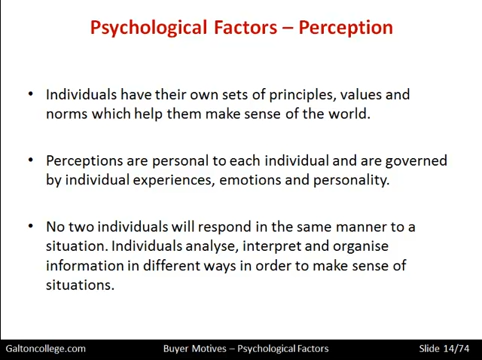 Psychological Factors – Perception
• Individuals have their own sets of principles, values and
norms which help them make sense of the world.
• Perceptions are personal to each individual and are governed
by individual experiences, emotions and personality.
• No two individuals will respond in the same manner to a
situation. Individuals analyse, interpret and organise
information in different ways in order to make sense of
situations.
Galtoncollege.com Buyer Motives – Psychological Factors Slide 14/74